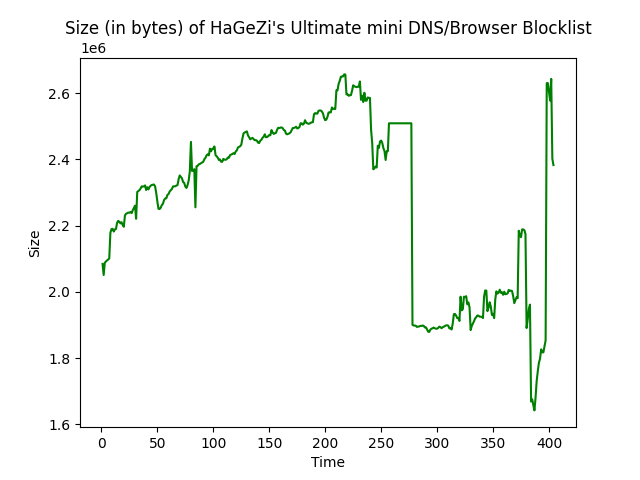 Size (in bytes) of HaGeZi's Ultimate mini DNS/Browser Blocklist
1e6
2.6
2.4
2.2
2.0
1.8
1.6
Size
0 50 100 150 200 250 300 350 400
Time